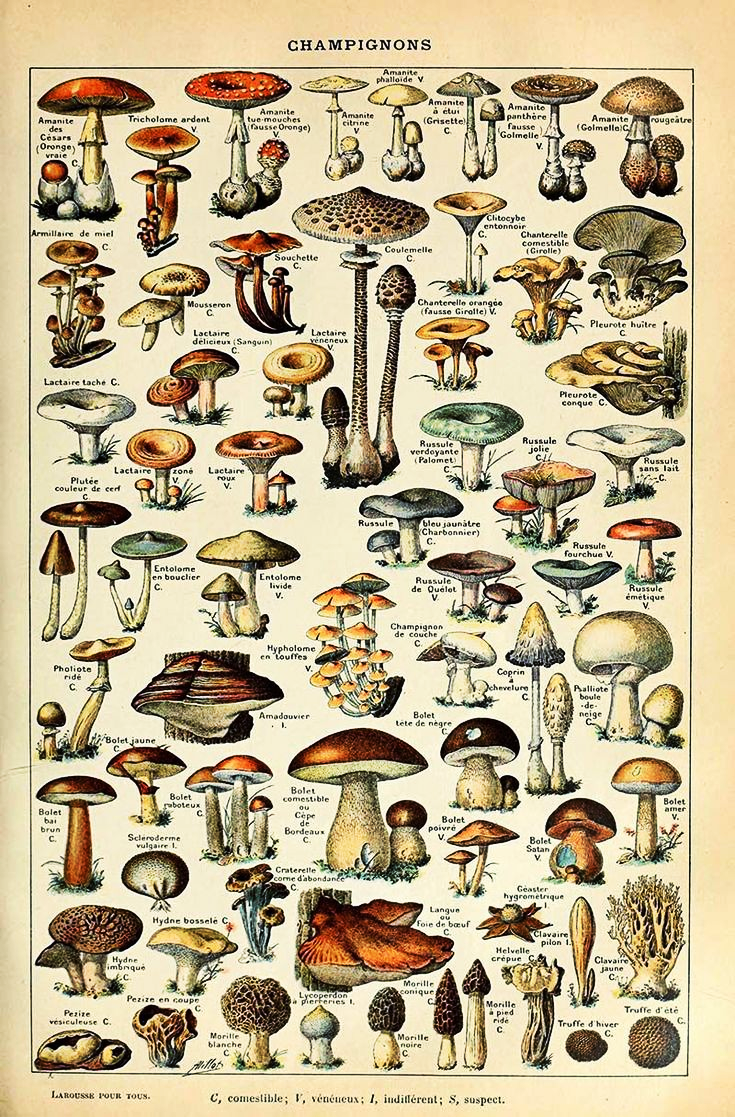 CHAMPIGNONS
Amanite
des
Césars
(Oronge)
vraie
C.
Tricholome ardent
V.
Amanite
tue-mouches
(fausse Oronge)
V.
Amanite
citrine
V.
Amanite
phalloïde V.
Amanite
à étui
(Grisette)
C.
Amanite
panthère
fausse
Golmelle
V.
Amanite rougeâtre
(Golmelle) C.
Armillaire de miel
C.
Mousseron
C.
Souchette
C.
Coulemelle
C.
Clitocybe
entonnoir
C.
Chanterelle
comestible
(Girolle)
C.
Pleurote huître
C.
Chanterelle orangée
(fausse Girolle) V.
Lactaire
délicieux (Sanguin)
C.
Lactaire
vénéneux
V.
Pleurote
conque C.
Lactaire taché C.
Lactaire zoné
V.
Lactaire
roux
V.
Russule
verdoyante
(Palomet)
C.
Russule
jolie
C.
Russule
sans lait
C.
Plutée
couleur de cerf
C.
Entolome
en bouclier
C.
Entolome
livide
V.
Russule bleu jaunâtre
(Charbonnier)
C.
Russule
fourchue V.
Russule
de Quélet
V.
Russule
émétique
V.
Pholiote
ridé
C.
Hypholome
en touffes
V.
Champignon
de couche
C.
Coprin
à
chevelure
C.
Psalliote
boule
-de-
neige
C.
Amadouvier
I.
Bolet jaune
C.
Bolet
tête de nègre
C.
Bolet
bai
brun
C.
Bolet
raboteux
C.
Bolet
comestible
ou
Cèpe
de
Bordeaux
C.
Bolet
poivré
V.
Bolet
Satan
V.
Bolet
amer
V.
Scléroderme
vulgaire I.
Craterelle
corne d'abondance
C.
Hydne bosselé C.
Hydne
imbriqué
C.
Langue
ou
foie de bœuf
C.
Géaster
hygrométrique
I.
Clavaire
pilon I.
Clavaire
jaune
C.
Helvelle
crépue C.
Pezize
vésiculeuse C.
Pezize en coupe
C.
Morille
blanche
C.
Lycoperdon
à pierreries I.
Morille
noire
C.
Morille
conique
C.
Morille
à pied
ridé
C.
Truffe d'hiver
C.
Truffe d'été
C.
Millot
LAROUSSE POUR TOUS.
C, comestible; V, vénéneux; I, indifférent; S, suspect.